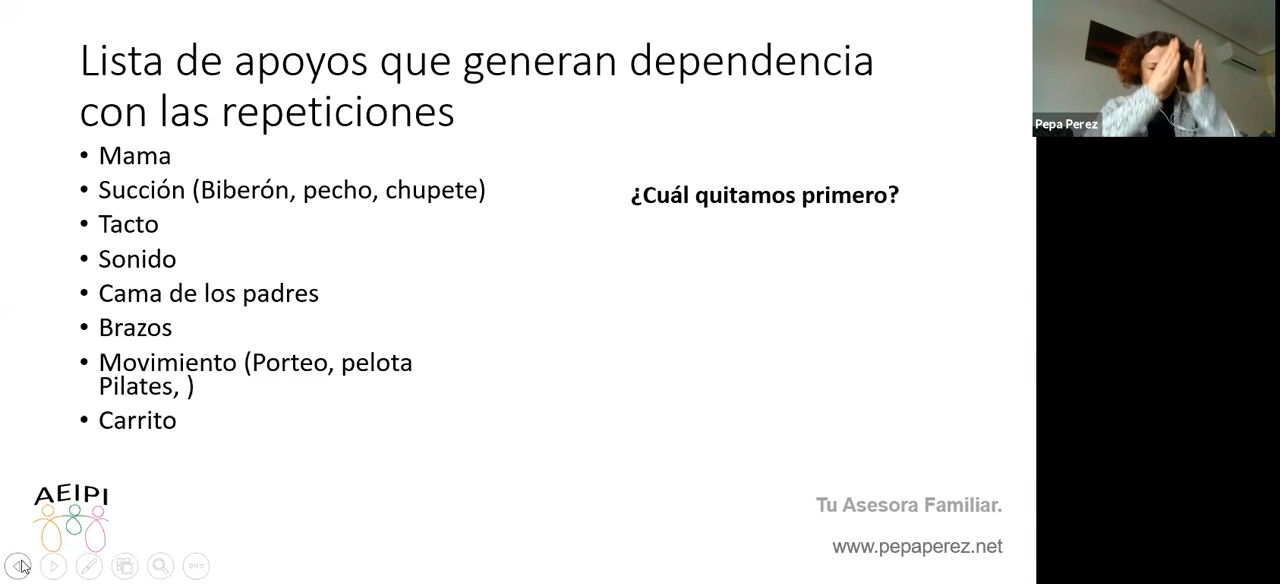 Lista de apoyos que generan dependencia
con las repeticiones
• Mama
• Succión (Biberón, pecho, chupete)
• Tacto
• Sonido
• Cama de los padres
• Brazos
• Movimiento (Porteo, pelota
Pilates, )
• Carrito
¿Cuál quitamos primero?
Pepa Perez
AEIPI
Tu Asesora Familiar.
www.pepaperez.net